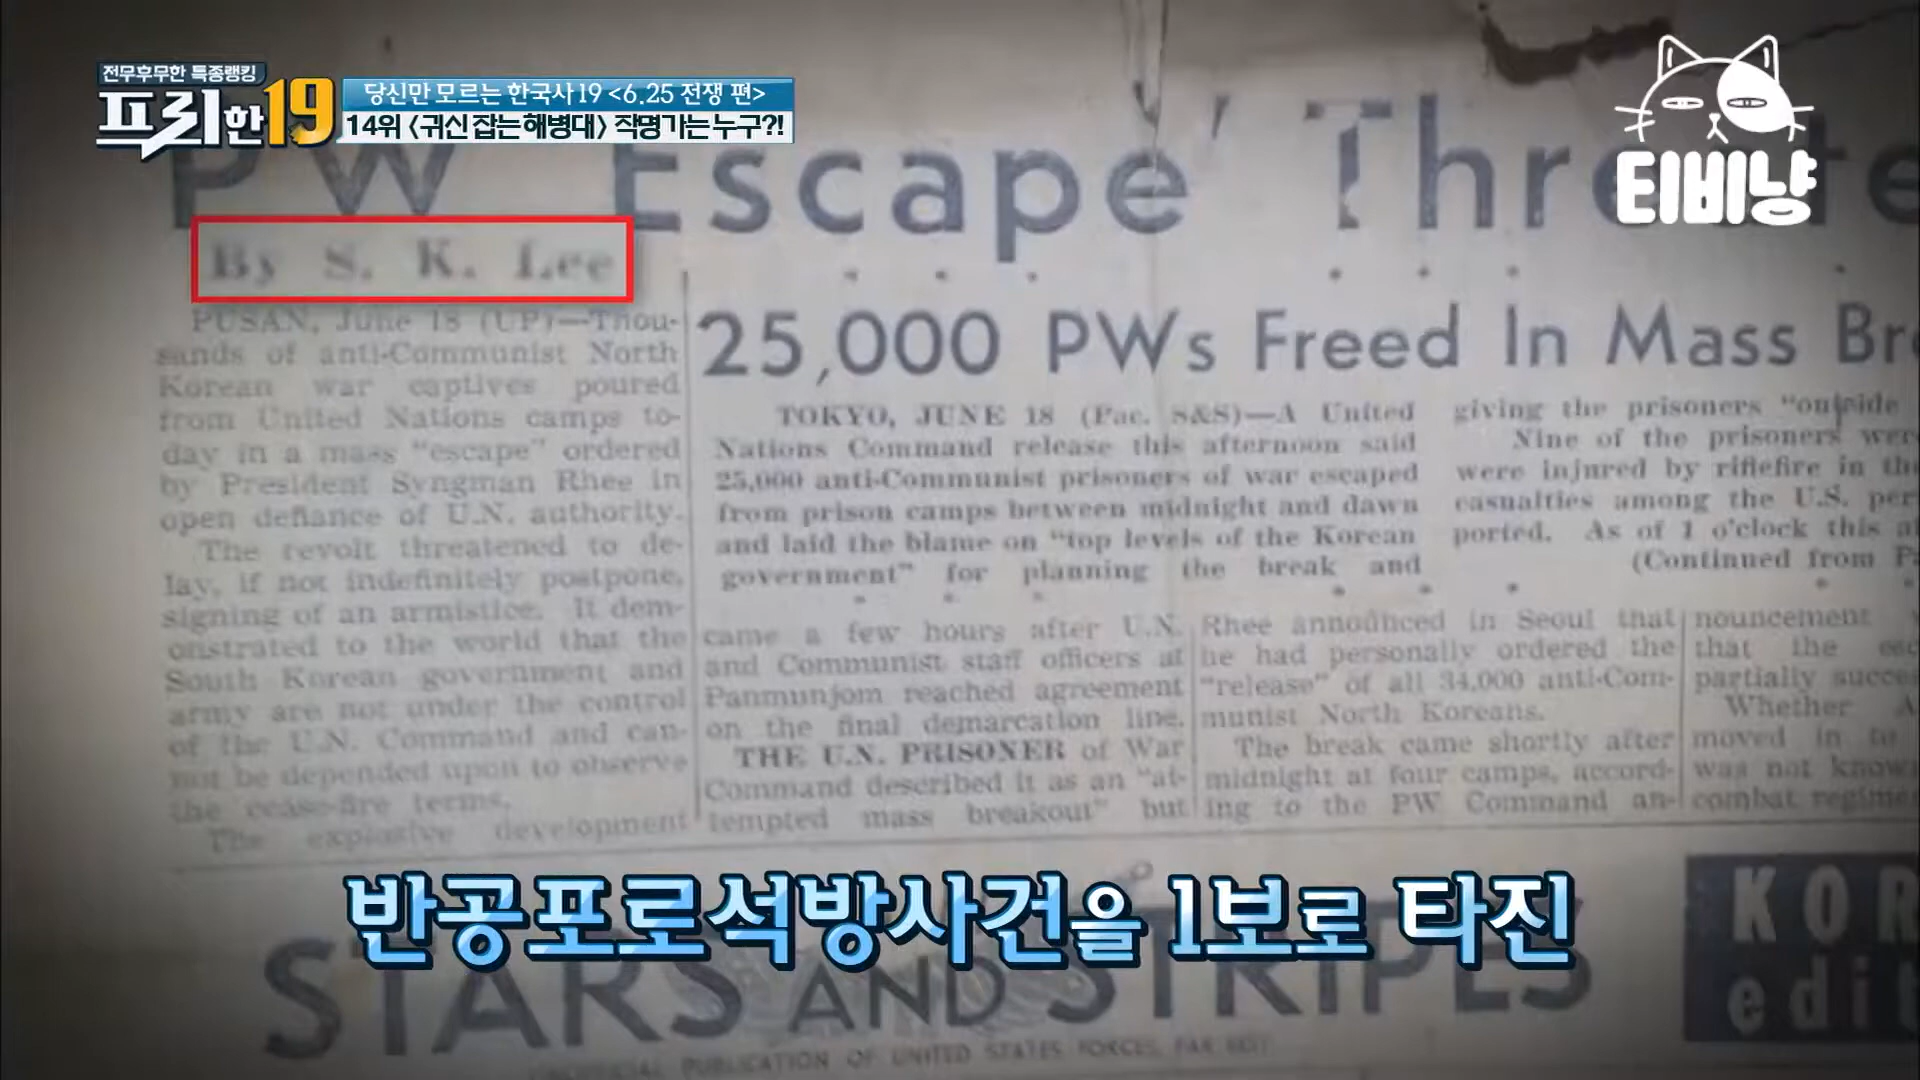 전무후무한 특종랭킹
프리한19
당신만 모르는 한국사19 <6.25 전쟁 편>
14위 <귀신 잡는 해병대> 작명가는 누구?!
티비냥
PW Escape' Thre
By S. K. Lee
PUSAN, June 18 (UP)—Thou-
sands of anti-Communist North
Korean war captives poured
from United Nations camps to-
day in a mass "escape" ordered
by President Syngman Rhee in
open defiance of U.N. authority.
The revolt threatened to de-
lay, if not indefinitely postpone,
signing of an armistice. It dem-
onstrated to the world that the
South Korean government and
army are not under the control
of the U.N. Command and can-
not be depended upon to observe
the cease-fire terms.
The explosive development
25,000 PWs Freed In Mass Br
TOKYO, JUNE 18 (Pac. S&S)—A United
Nations Command release this afternoon said
25,000 anti-Communist prisoners of war escaped
from prison camps between midnight and dawn
and laid the blame on "top levels of the Korean
government" for planning the break and
giving the prisoners "outside
Nine of the prisoners wer
were injured by riflefire in the
casualties among the U.S. per
ported. As of 1 o'clock this a
(Continued from P
came a few hours after U.N.
and Communist staff officers at
Panmunjom reached agreement
on the final demarcation line.
THE U.N. PRISONER of War
Command described it as an "at-
tempted mass breakout" but
Rhee announced in Seoul that
he had personally ordered the
"release" of all 34,000 anti-Com-
munist North Koreans.
The break came shortly after
midnight at four camps, accord-
ing to the PW Command an-
nouncement
that the esc
partially succe
Whether A
moved in to
was not know
combat regime
반공포로석방사건을 1보로 타진
STARS AND STRIPES
KOR
edit
PUBLICATION OF UNITED STATES FORCES, FAR EAST